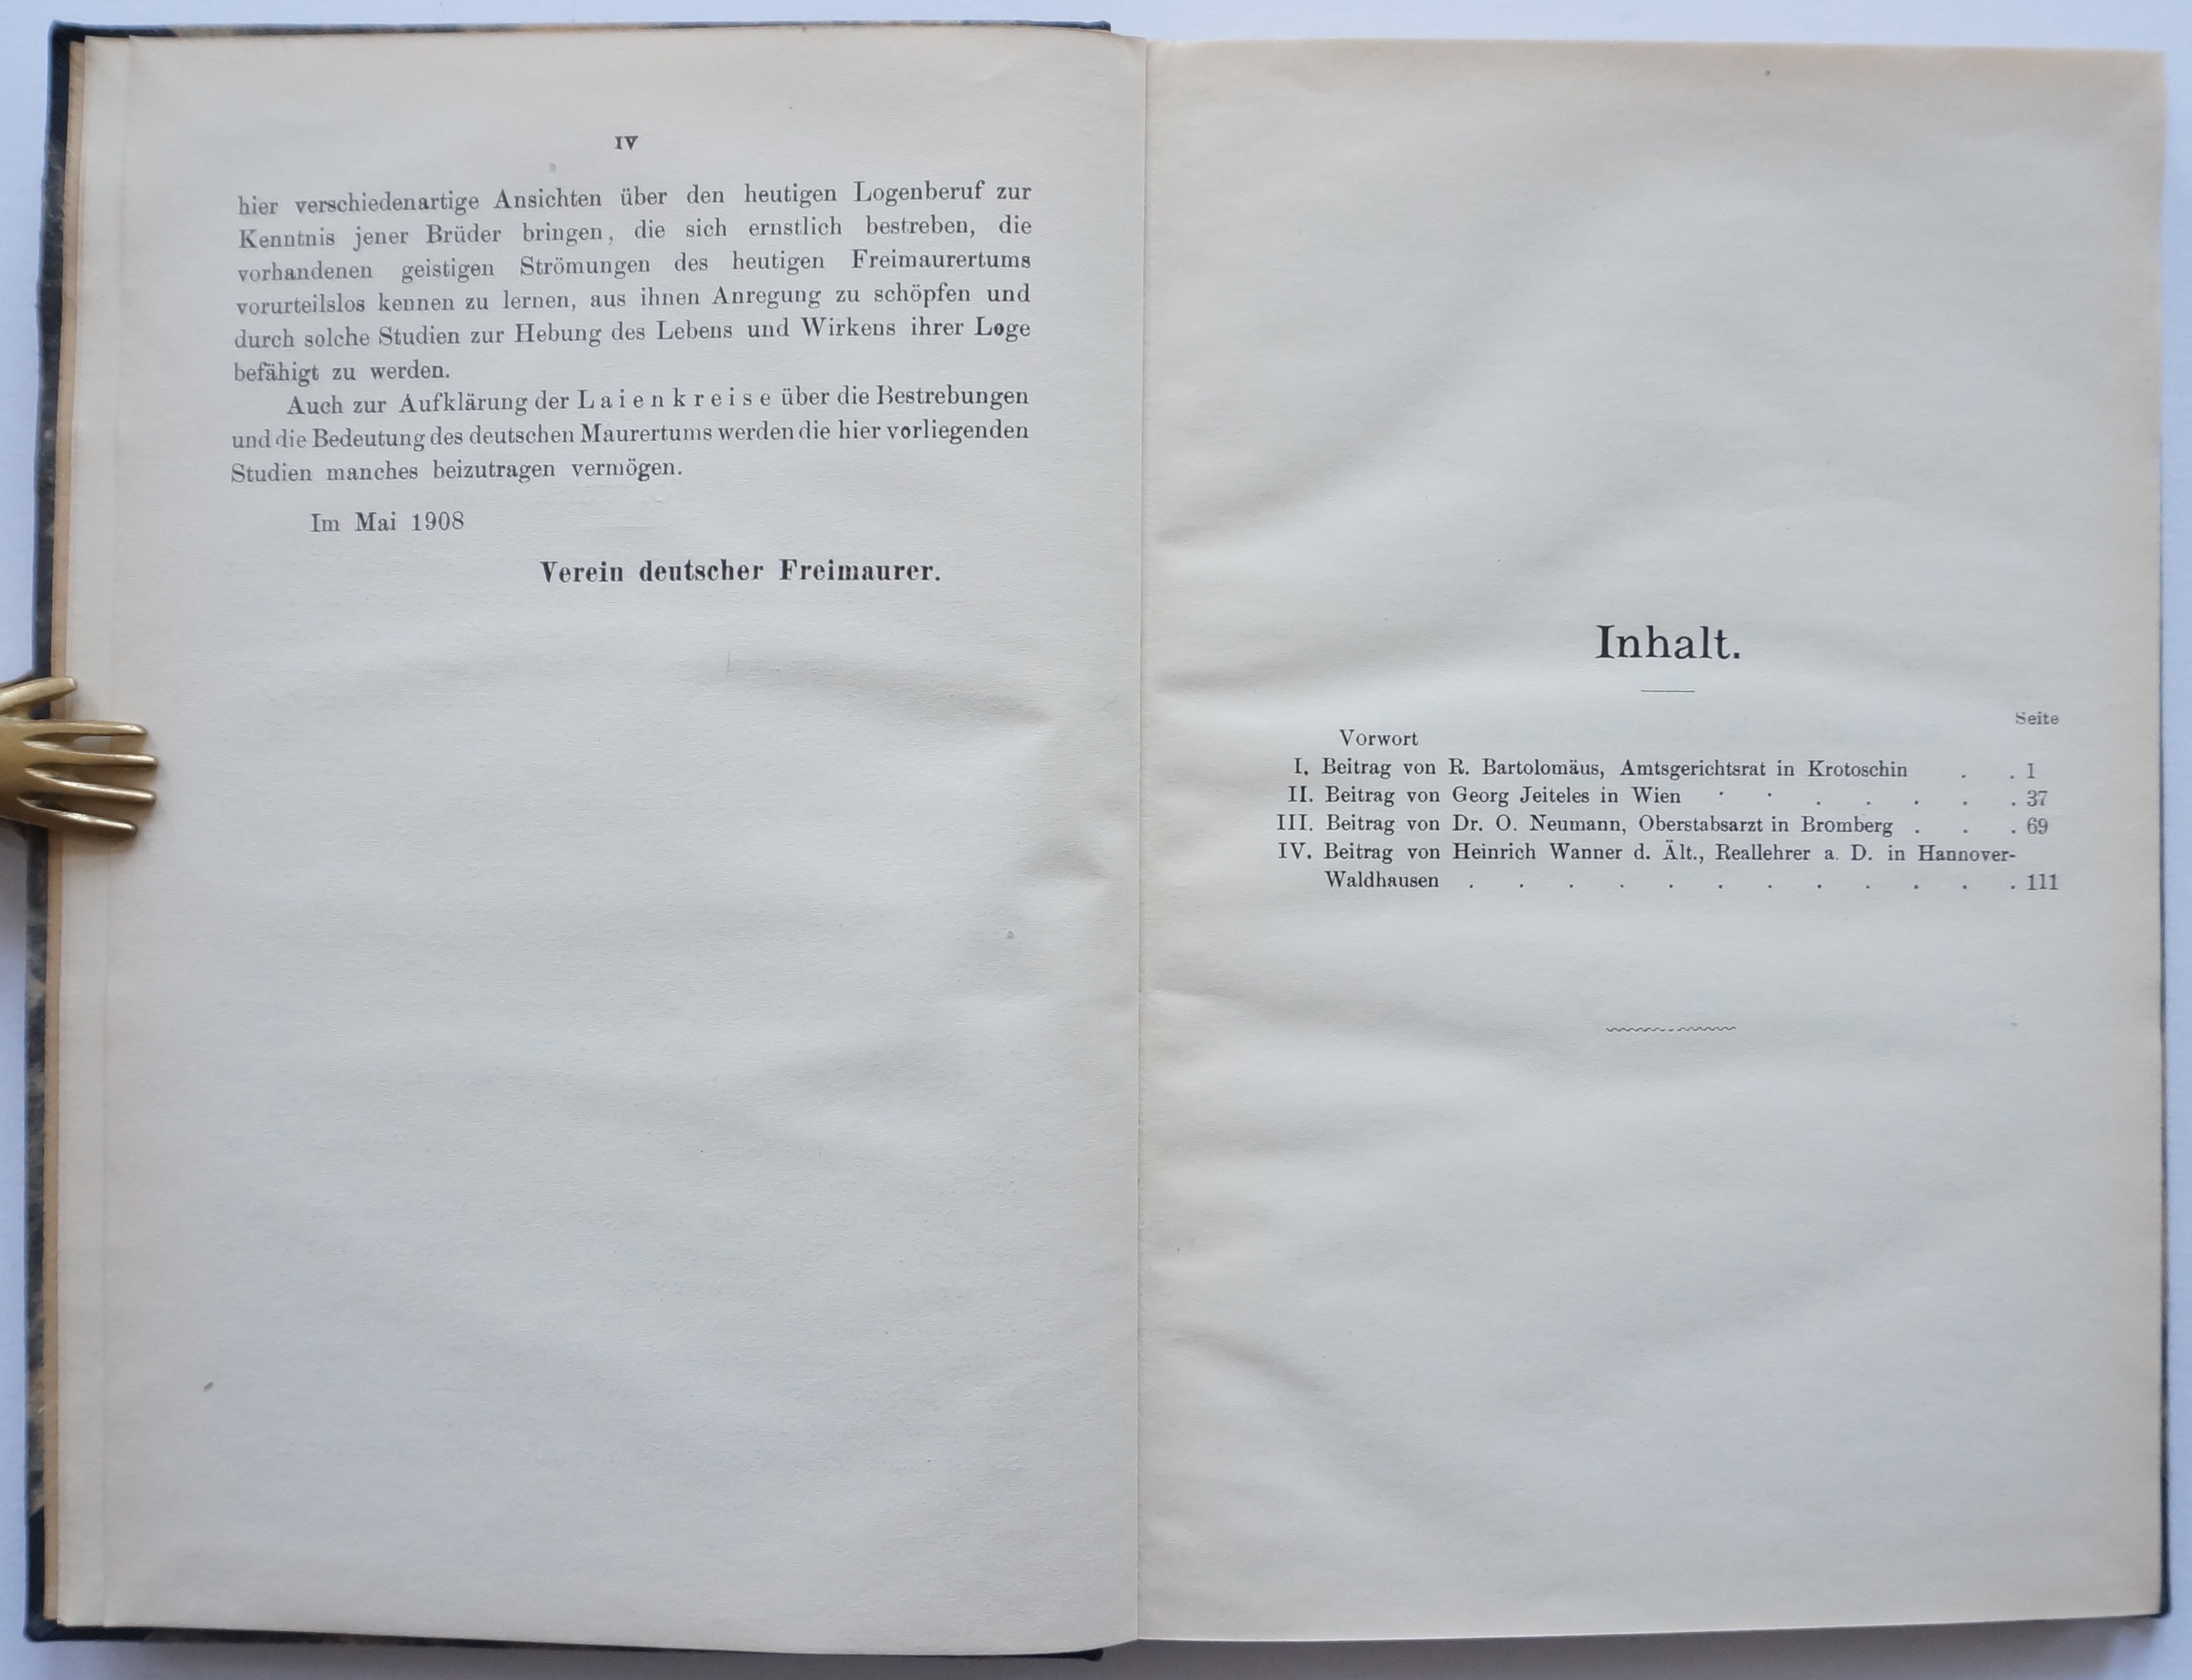 IV
hier verschiedenartige Ansichten über den heutigen Logenberuf zur
Kenntnis jener Brüder bringen, die sich ernstlich bestreben, die
vorhandenen geistigen Strömungen des heutigen Freimaurertums
vorurteilslos kennen zu lernen, aus ihnen Anregung zu schöpfen und
durch solche Studien zur Hebung des Lebens und Wirkens ihrer Loge
befähigt zu werden.
Auch zur Aufklärung der Laienkreise über die Bestrebungen
und die Bedeutung des deutschen Maurertums werden die hier vorliegenden
Studien manches beizutragen vermögen.
Im Mai 1908
Verein deutscher Freimaurer.
Inhalt.
Seite
Vorwort
I. Beitrag von R. Bartolomäus, Amtsgerichtsrat in Krotoschin . . 1
II. Beitrag von Georg Jeiteles in Wien . . . . . . . 37
III. Beitrag von Dr. O. Neumann, Oberstabsarzt in Bromberg . . . 69
IV. Beitrag von Heinrich Wanner d. Ält., Reallehrer a. D. in Hannover-
Waldhausen . . . . . . . . . . . . 111